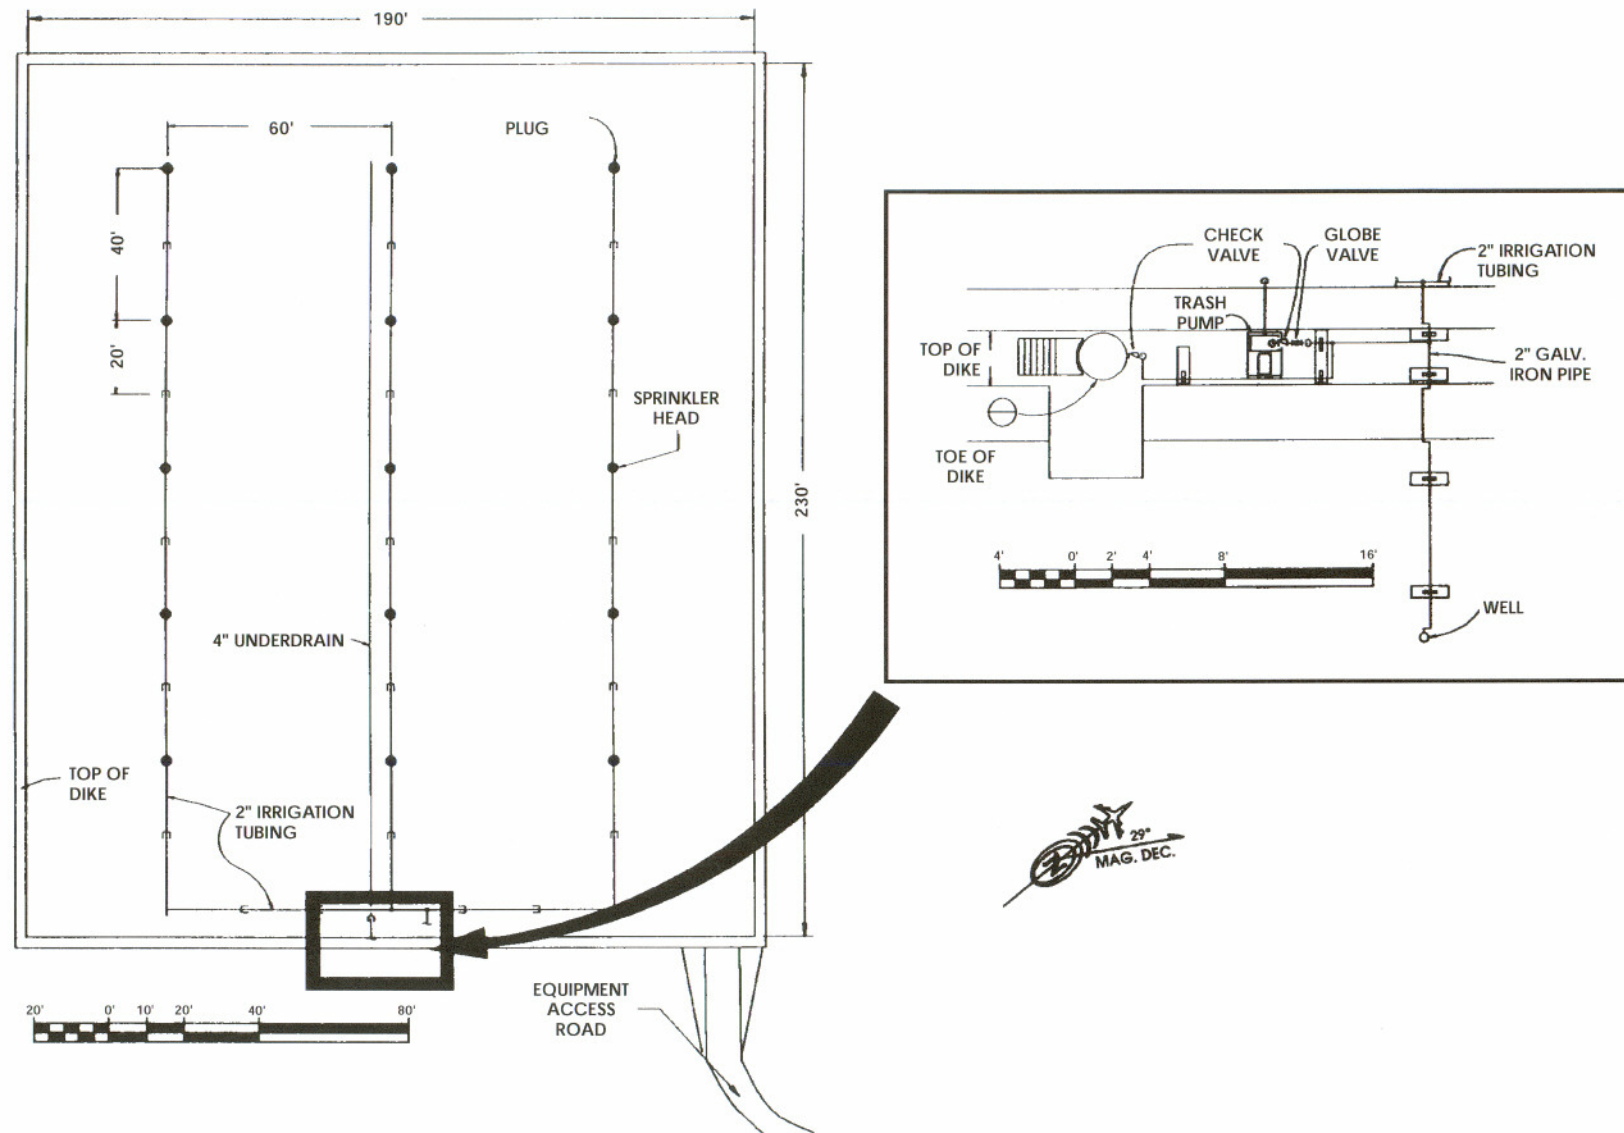 190'
60'
PLUG
40'
20'
SPRINKLER
HEAD
230'
4" UNDERDRAIN
TOP OF
DIKE
2" IRRIGATION
TUBING
20' 0' 10' 20' 40' 80'
EQUIPMENT
ACCESS
ROAD
CHECK
VALVE
GLOBE
VALVE
2" IRRIGATION
TUBING
TRASH
PUMP
TOP OF
DIKE
2" GALV.
IRON PIPE
TOE OF
DIKE
4' 0' 2' 4' 8' 16'
WELL
N
29°
MAG. DEC.